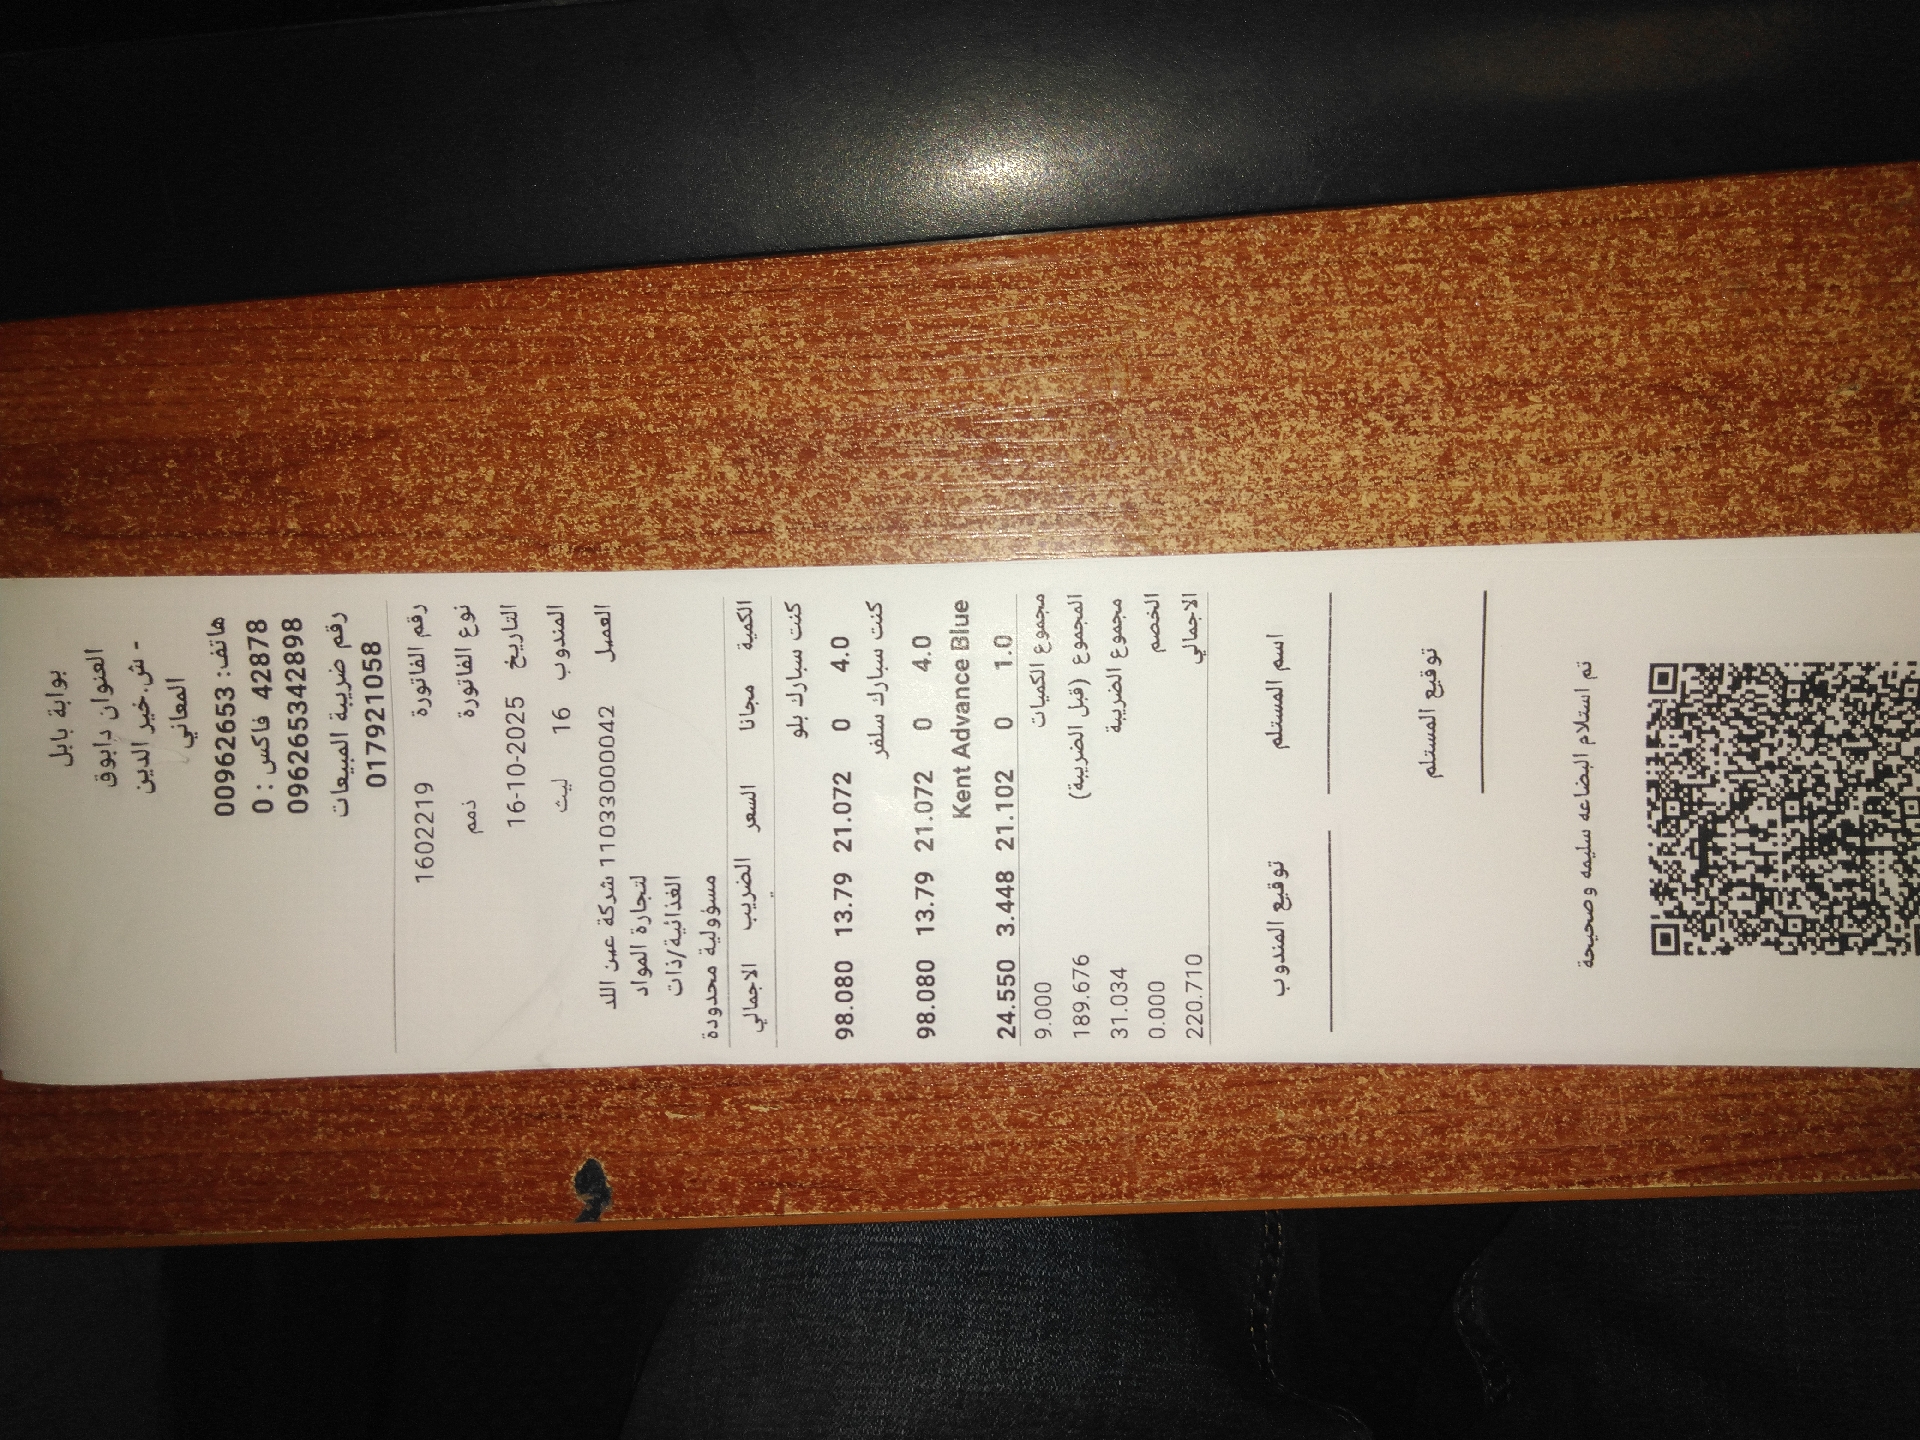 بوابة بابل
العنوان دابوق
- ش.خير الدين
المعاني
هاتف: 00962653
42878 فاكس : 0
096265342898
رقم ضريبة المبيعات
017921058
رقم الفاتورة 1602219
نوع الفاتورة ذمم
التاريخ 16-10-2025
المندوب 16 ليث
العميل 1103300042 شركة عين اللد
لتجارة المواد
الغذائية/ذات
مسؤولية محدودة
الكمية مجانا السعر الضريب الاجمالي
كنت سبارك بلو
4.0 0 21.072 13.79 98.080
كنت سبارك سلفر
4.0 0 21.072 13.79 98.080
Kent Advance Blue
1.0 0 21.102 3.448 24.550
مجموع الكميات 9.000
المجموع (قبل الضريبة) 189.676
مجموع الضريبة 31.034
الخصم 0.000
الاجمالي 220.710
اسم المستلم توقيع المندوب
توقيع المستلم
تم استلام البضاعه سليمه وصحيحة